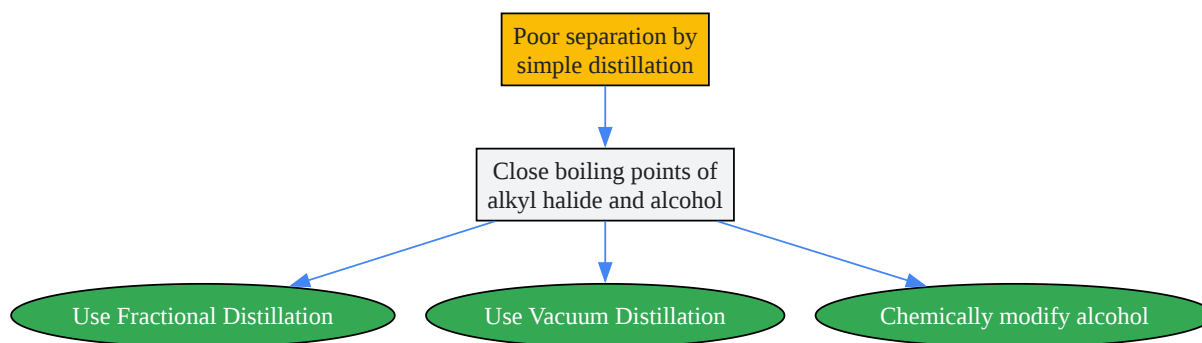 Poor separation by
simple distillation
Close boiling points of
alkyl halide and alcohol
Use Fractional Distillation
Use Vacuum Distillation
Chemically modify alcohol